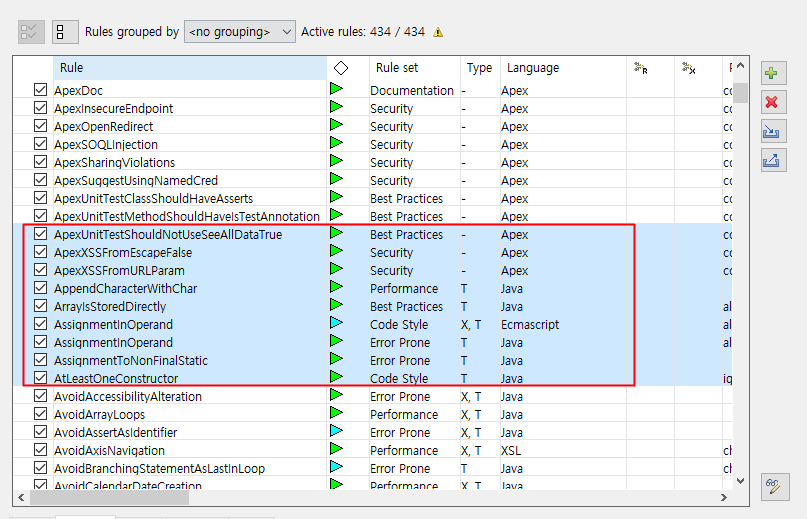 Rules grouped by <no grouping> Active rules: 434 / 434
Rule Rule set Type Language
ApexDoc Documentation - Apex co
ApexInsecureEndpoint Security - Apex co
ApexOpenRedirect Security - Apex co
ApexSOQLInjection Security - Apex co
ApexSharingViolations Security - Apex co
ApexSuggestUsingNamedCred Security - Apex co
ApexUnitTestClassShouldHaveAsserts Best Practices - Apex co
ApexUnitTestMethodShouldHaveIsTestAnnotation Best Practices - Apex co
ApexUnitTestShouldNotUseSeeAllDataTrue Best Practices - Apex co
ApexXSSFromEscapeFalse Security - Apex co
ApexXSSFromURLParam Security - Apex co
AppendCharacterWithChar Performance T Java
ArrayIsStoredDirectly Best Practices T Java al
AssignmentInOperand Code Style X, T Ecmascript al
AssignmentInOperand Error Prone T Java al
AssignmentToNonFinalStatic Error Prone T Java
AtLeastOneConstructor Code Style T Java ig
AvoidAccessibilityAlteration Error Prone X, T Java
AvoidArrayLoops Performance X, T Java
AvoidAssertAsIdentifier Error Prone X, T Java
AvoidAxisNavigation Performance X, T XSL ch
AvoidBranchingStatementAsLastInLoop Error Prone T Java ch
AvoidCalendarDateCreation Performance X, T Java